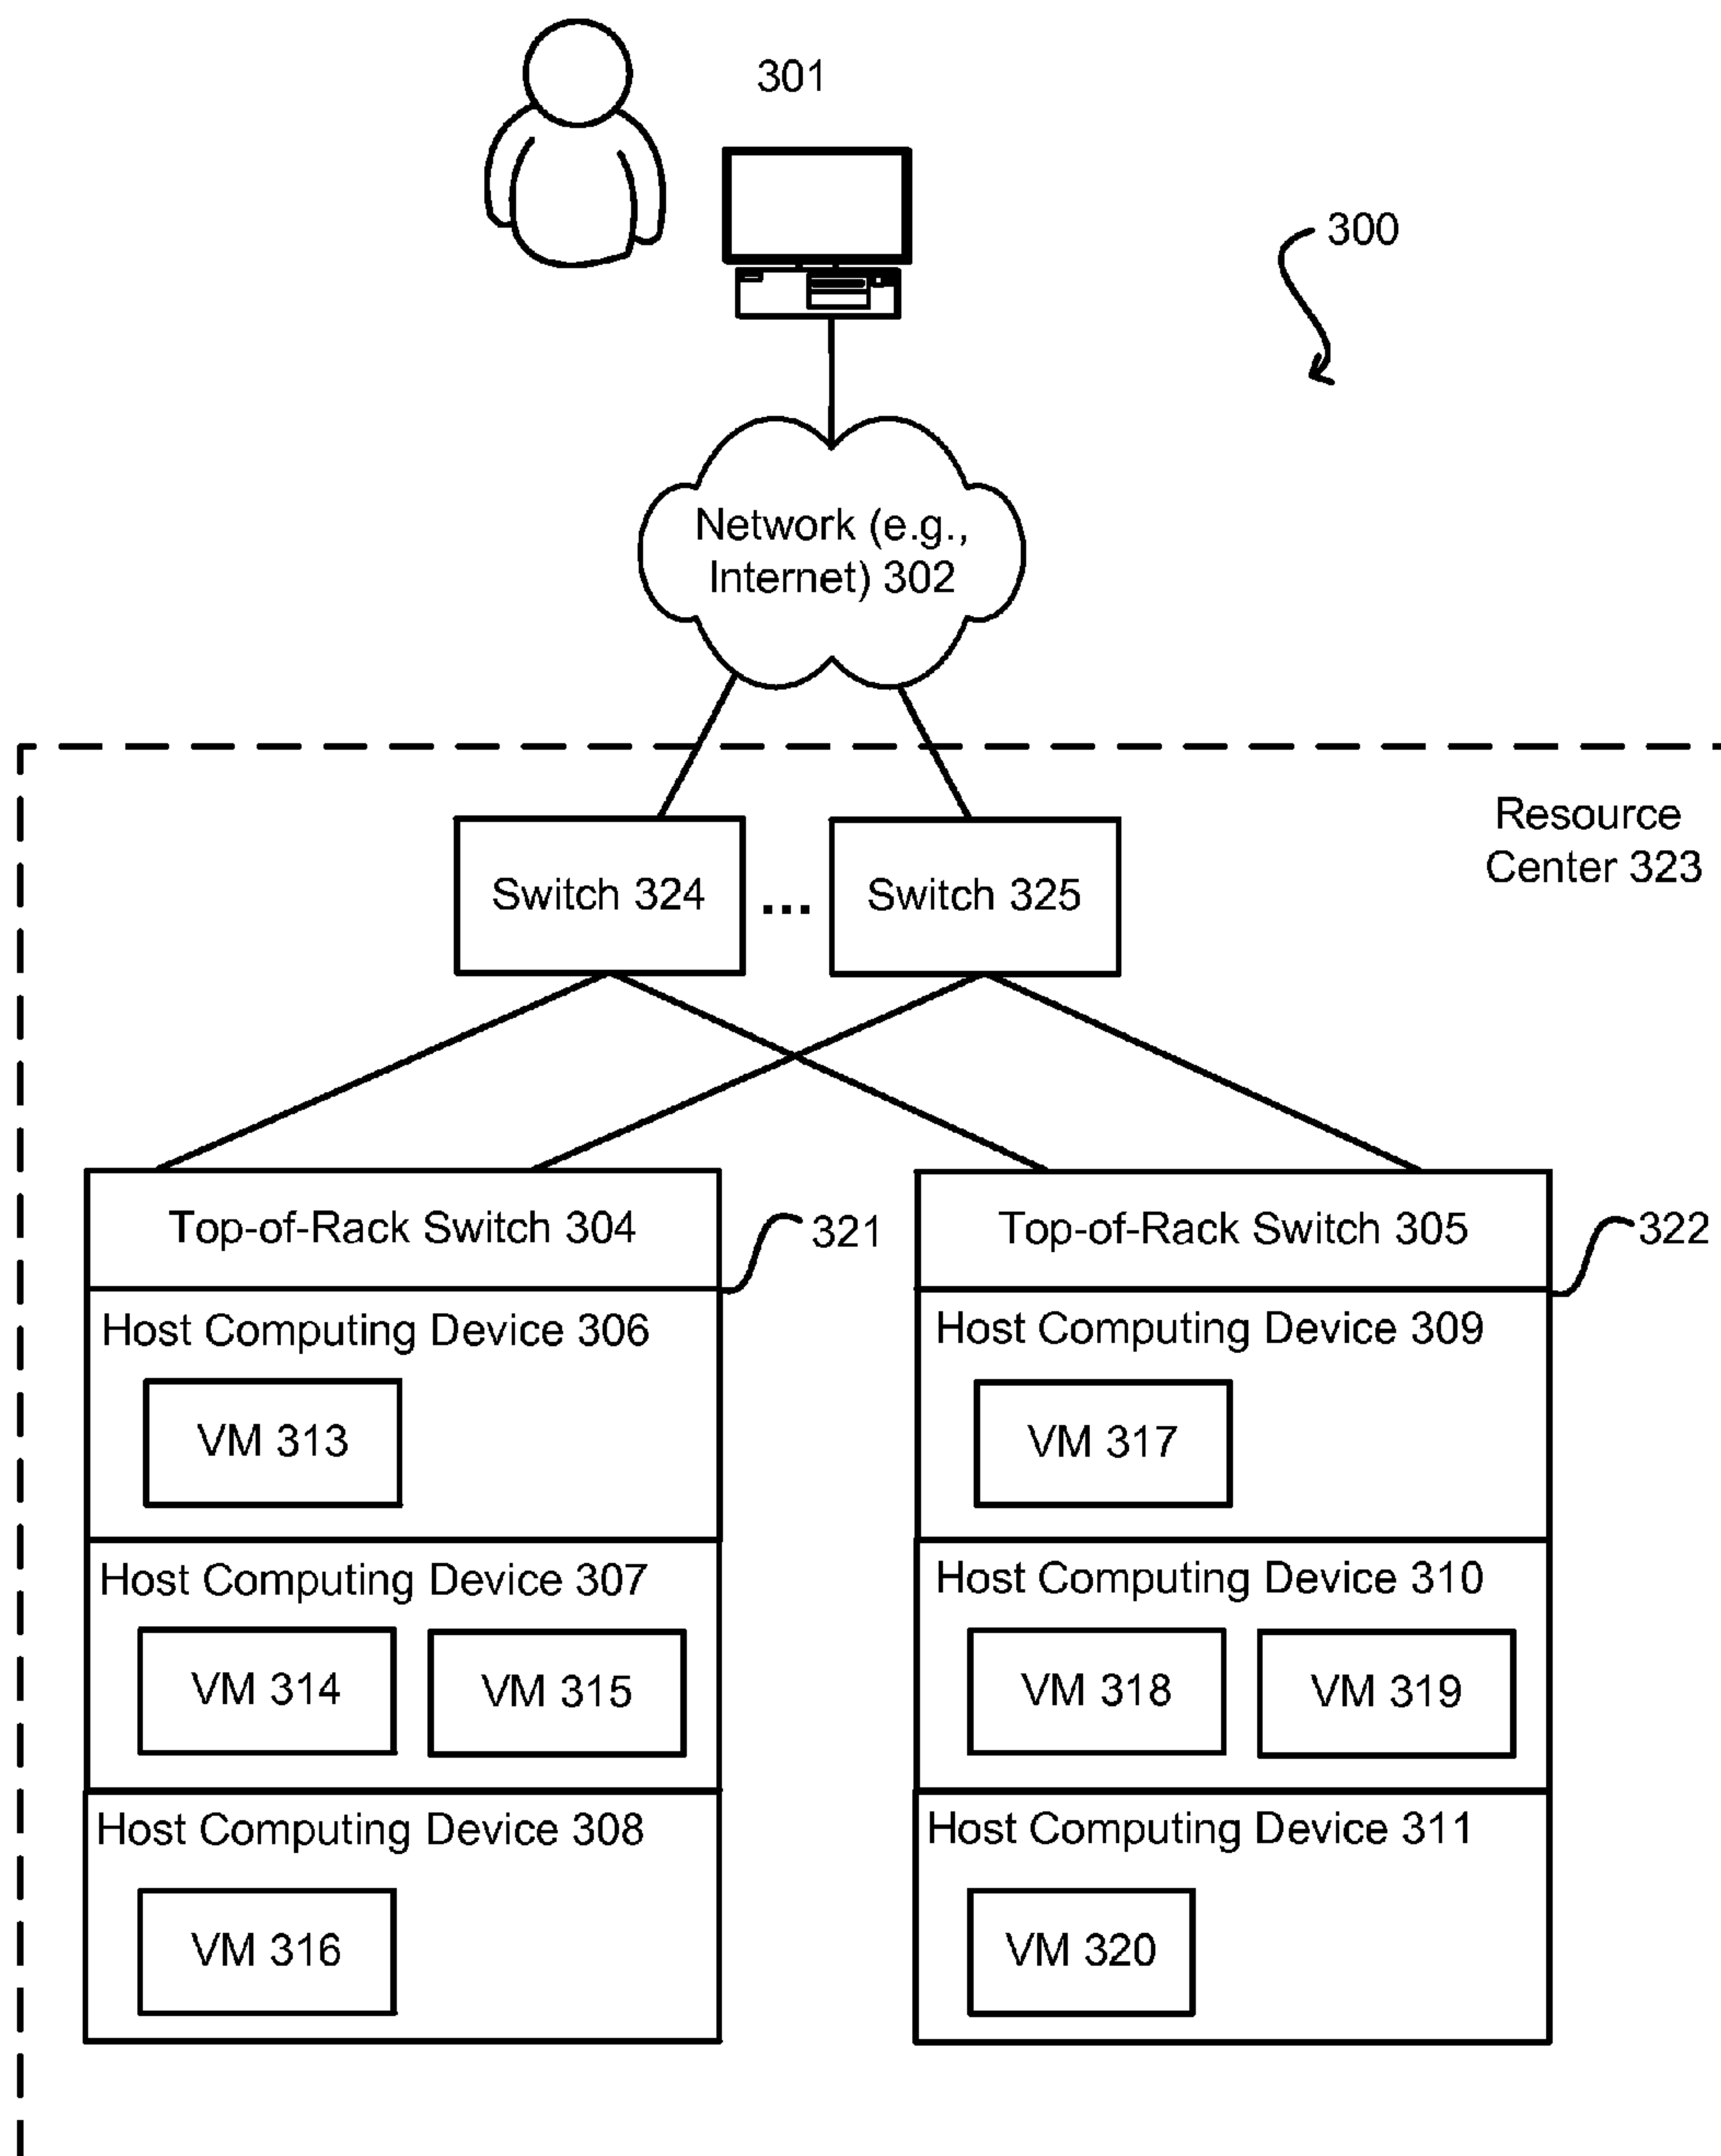 301
300
Network (e.g.,
Internet) 302
Resource
Center 323
Switch 324
...
Switch 325
Top-of-Rack Switch 304
321
Top-of-Rack Switch 305
322
Host Computing Device 306
VM 313
Host Computing Device 309
VM 317
Host Computing Device 307
VM 314
VM 315
Host Computing Device 310
VM 318
VM 319
Host Computing Device 308
VM 316
Host Computing Device 311
VM 320